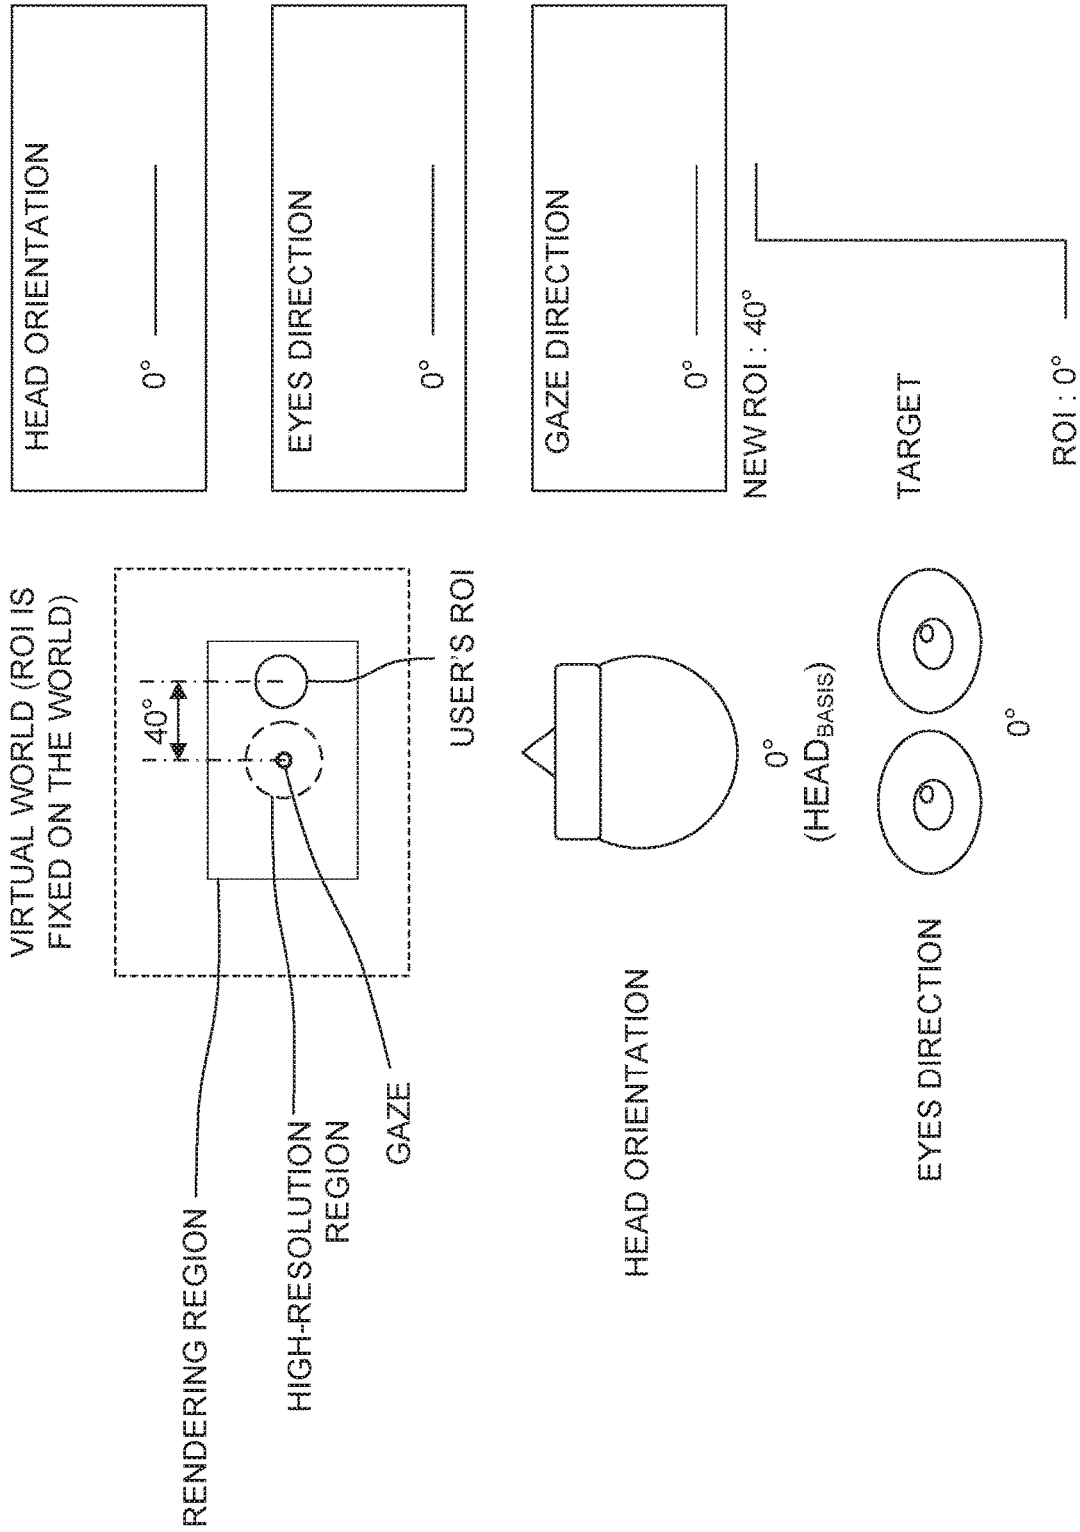 VIRTUAL WORLD (ROI IS
FIXED ON THE WORLD)
40°
RENDERING REGION
HIGH-RESOLUTION
REGION
GAZE
USER'S ROI
HEAD ORIENTATION
0°
(HEAD BASIS)
EYES DIRECTION
0°
HEAD ORIENTATION
0°
EYES DIRECTION
0°
GAZE DIRECTION
0°
NEW ROI : 40°
TARGET
ROI : 0°